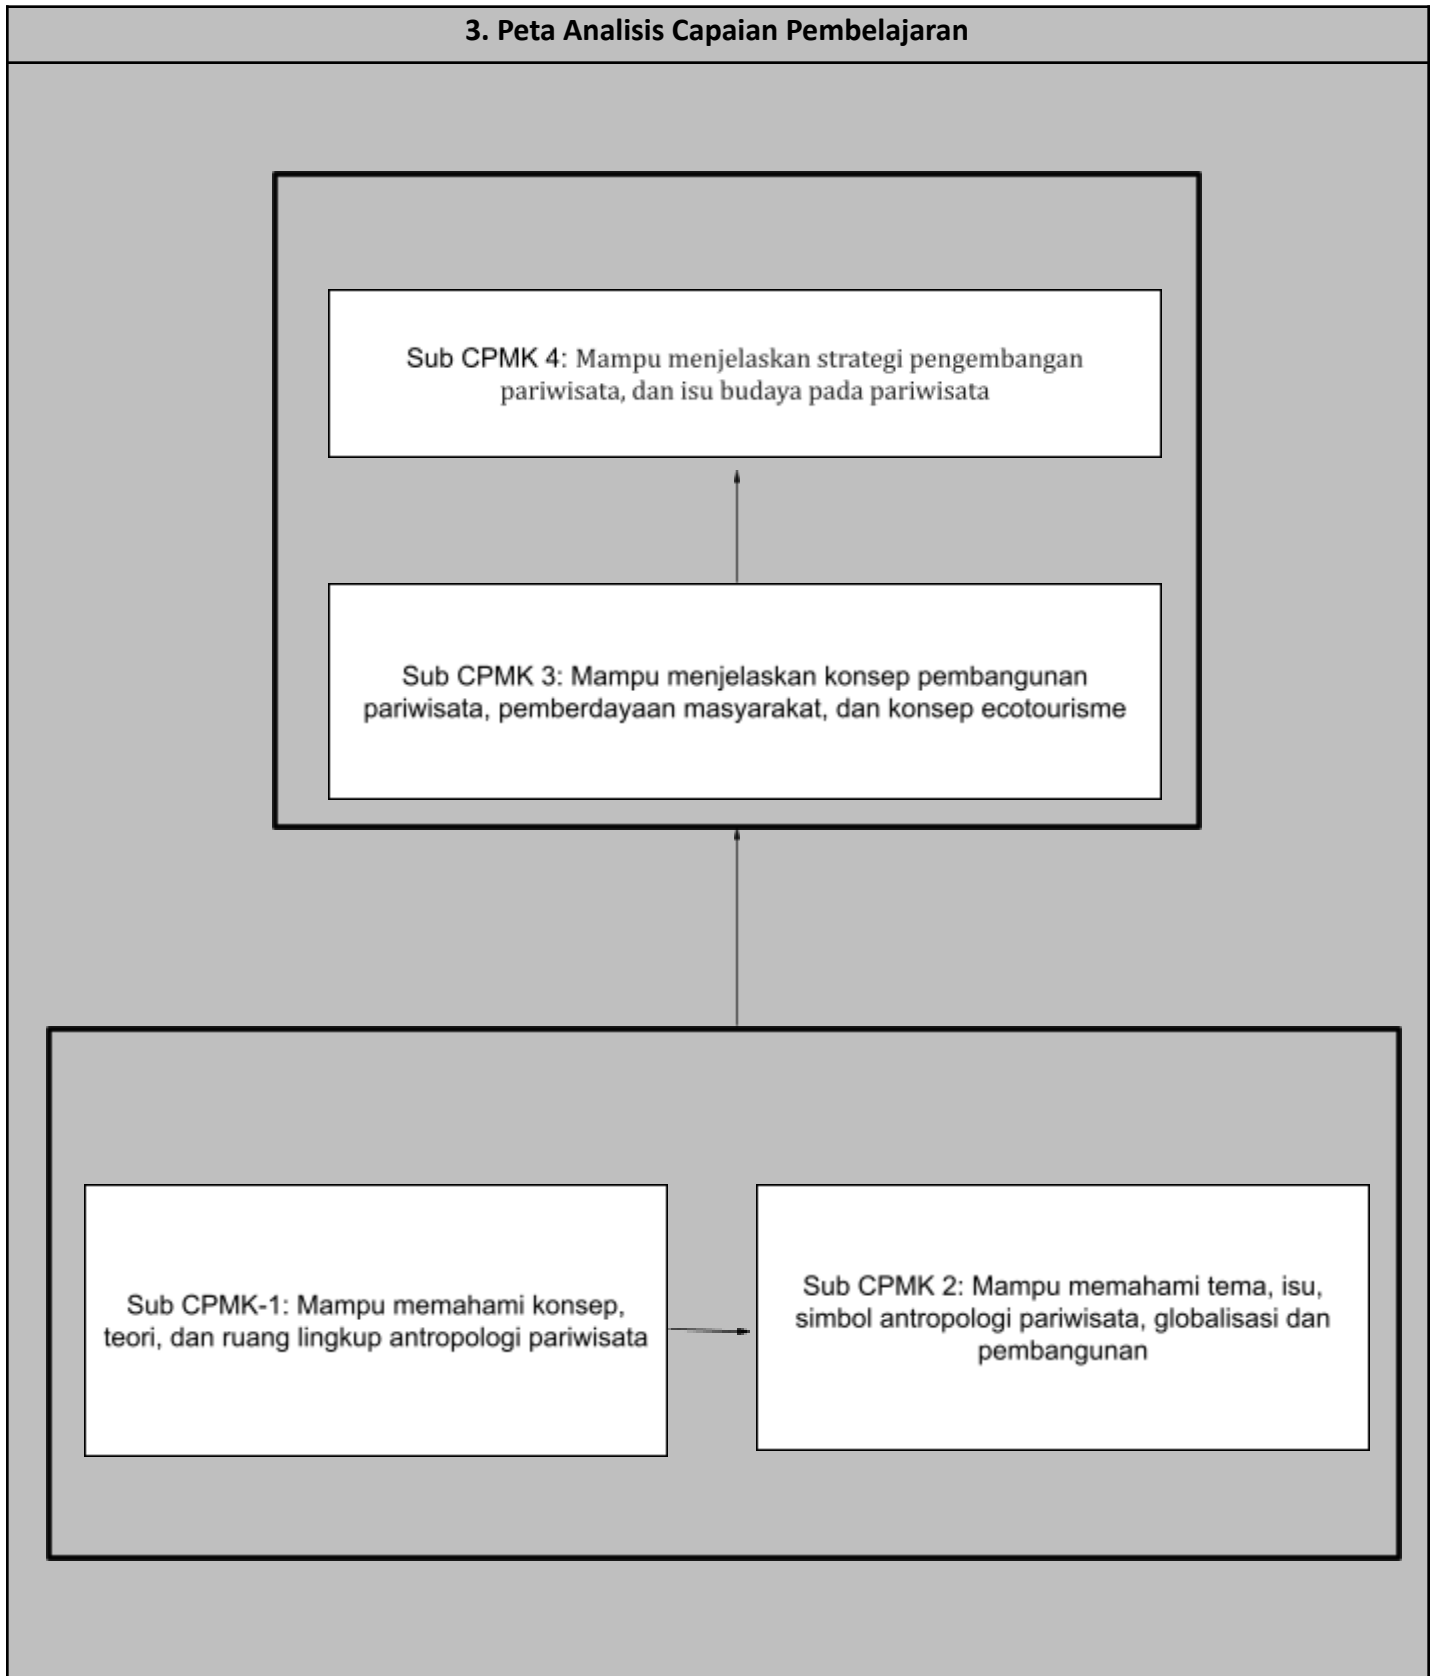 3. Peta Analisis Capaian Pembelajaran
Sub CPMK 4: Mampu menjelaskan strategi pengembangan
pariwisata, dan isu budaya pada pariwisata
Sub CPMK 3: Mampu menjelaskan konsep pembangunan
pariwisata, pemberdayaan masyarakat, dan konsep ecotourisme
Sub CPMK-1: Mampu memahami konsep,
teori, dan ruang lingkup antropologi pariwisata
Sub CPMK 2: Mampu memahami tema, isu,
simbol antropologi pariwisata, globalisasi dan
pembangunan